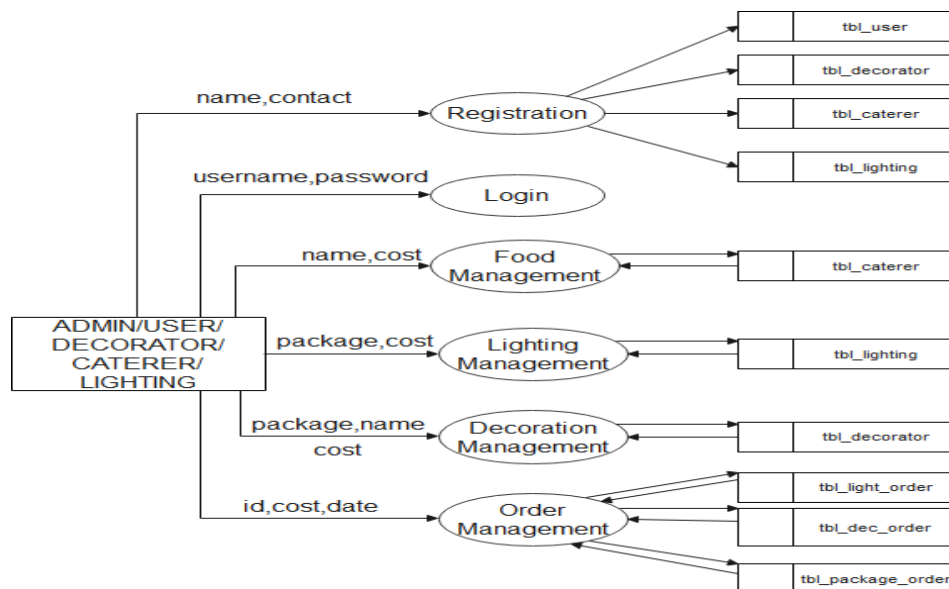 tbl_user
tbl_decorator
name,contact
Registration
tbl_caterer
tbl_lighting
username,password
Login
name,cost
Food
Management
tbl_caterer
ADMIN/USER/
DECORATOR/
CATERER/
LIGHTING
package,cost
Lighting
Management
tbl_lighting
package,name
cost
Decoration
Management
tbl_decorator
id,cost,date
Order
Management
tbl_light_order
tbl_dec_order
tbl_package_order